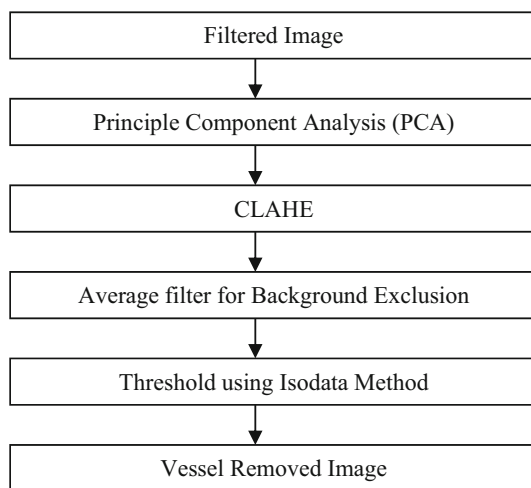 Filtered Image
Principle Component Analysis (PCA)
CLAHE
Average filter for Background Exclusion
Threshold using Isodata Method
Vessel Removed Image